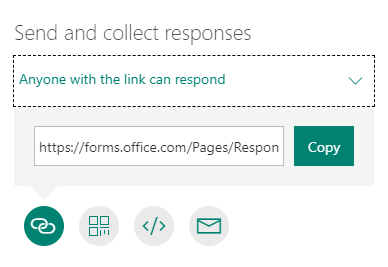 Send and collect responses
Anyone with the link can respond
https://forms.office.com/Pages/Respon
Copy